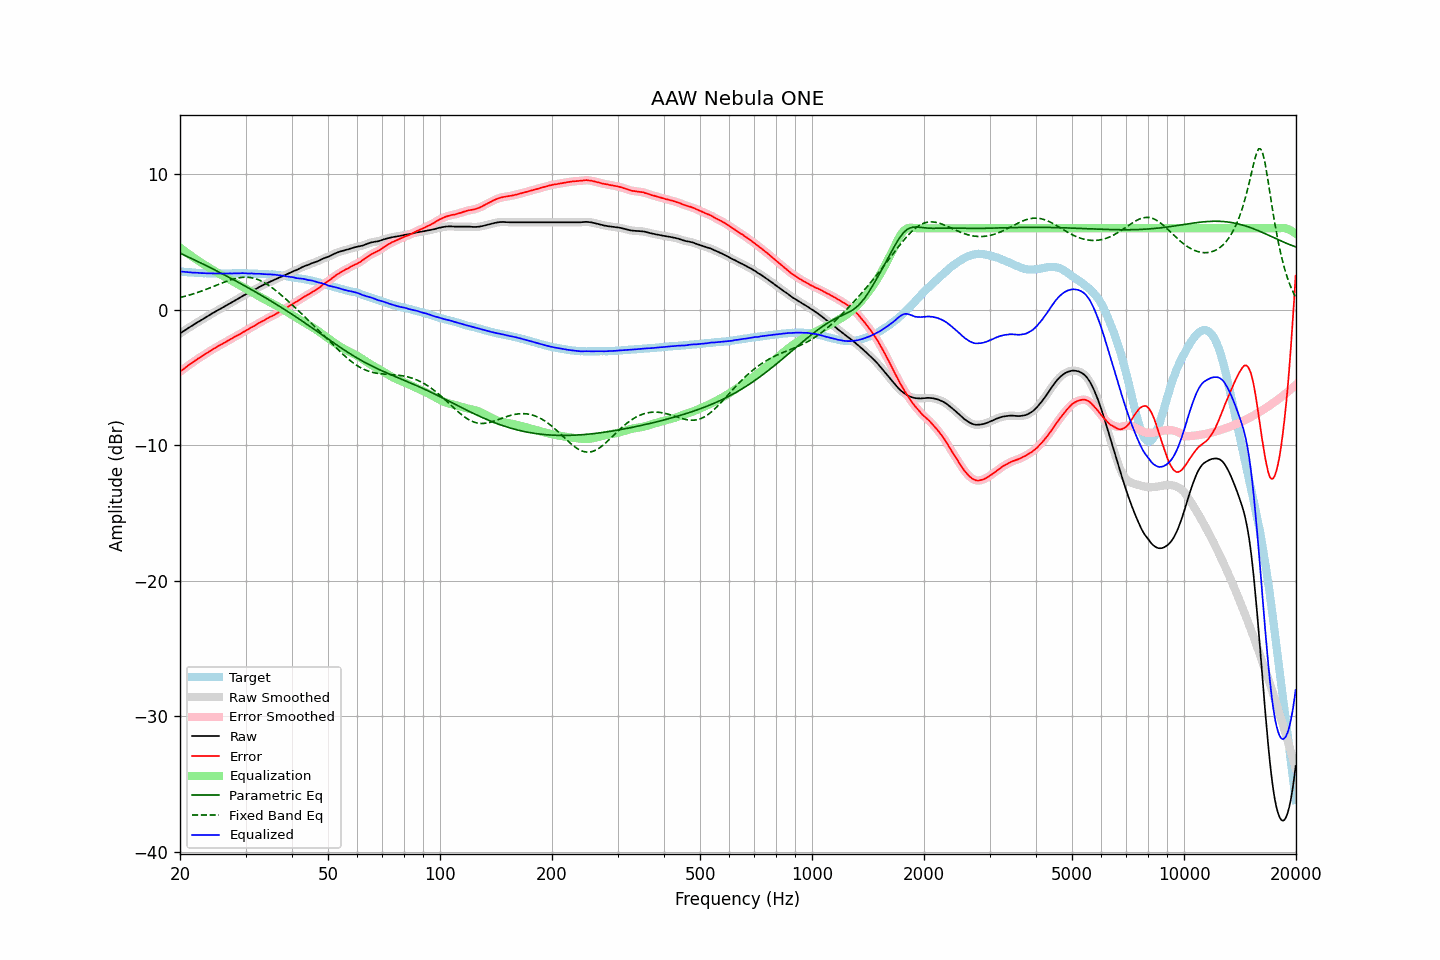 AAW Nebula ONE
Amplitude (dBr)
10
0
−10
−20
−30
−40
Target
Raw Smoothed
Error Smoothed
Raw
Error
Equalization
Parametric Eq
Fixed Band Eq
Equalized
20 50 100 200 500 1000 2000 5000 10000 20000
Frequency (Hz)